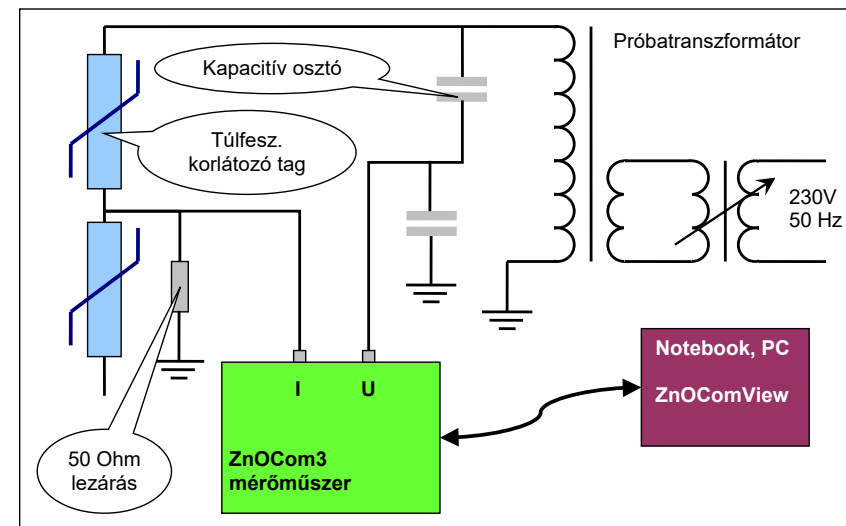 Próbatranszformátor
Kapacitív osztó
Túlfesz.
korlátozó tag
230V
50 Hz
Notebook, PC
ZnOComView
I U
ZnOCom3
mérőműszer
50 Ohm
lezárás